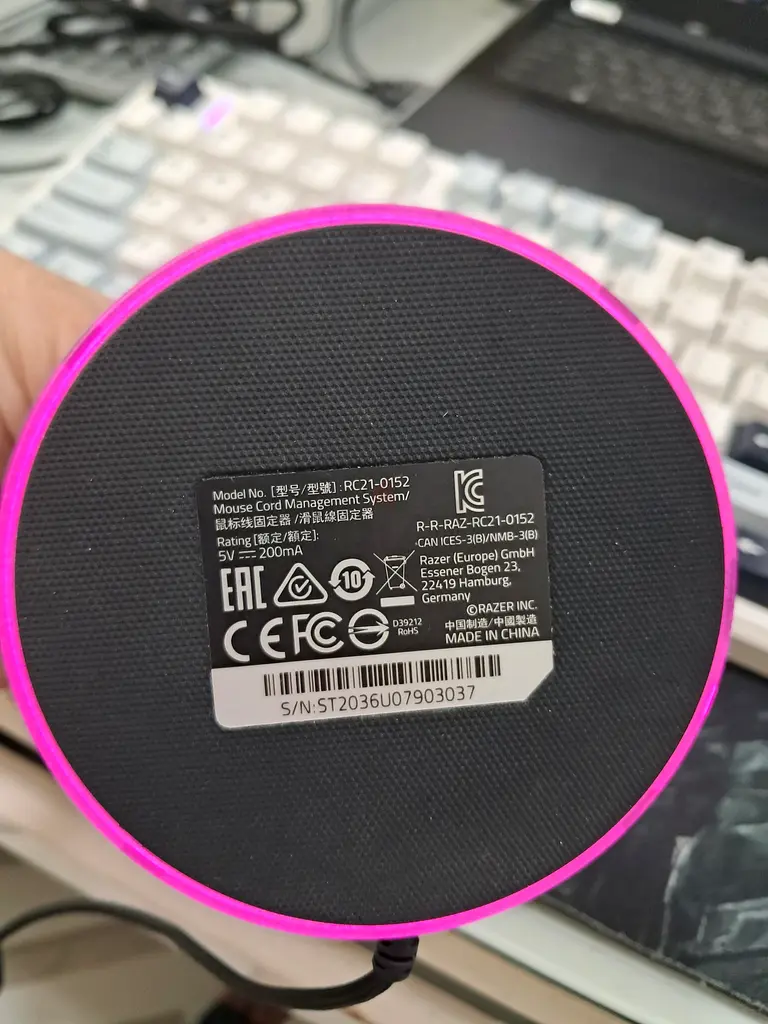 Model No. [型号/型號] : RC21-0152
Mouse Cord Management System/
鼠标线固定器 /滑鼠線固定器
Rating [额定/額定]:
5V ⎓ 200mA
R-R-RAZ-RC21-0152
CAN ICES-3(B)/NMB-3(B)
Razer (Europe) GmbH
Essener Bogen 23,
22419 Hamburg,
Germany
EAC
10
D39212
RoHS
CE FC
©RAZER INC.
中国制造/中國製造
MADE IN CHINA
S/N:ST2036U07903037